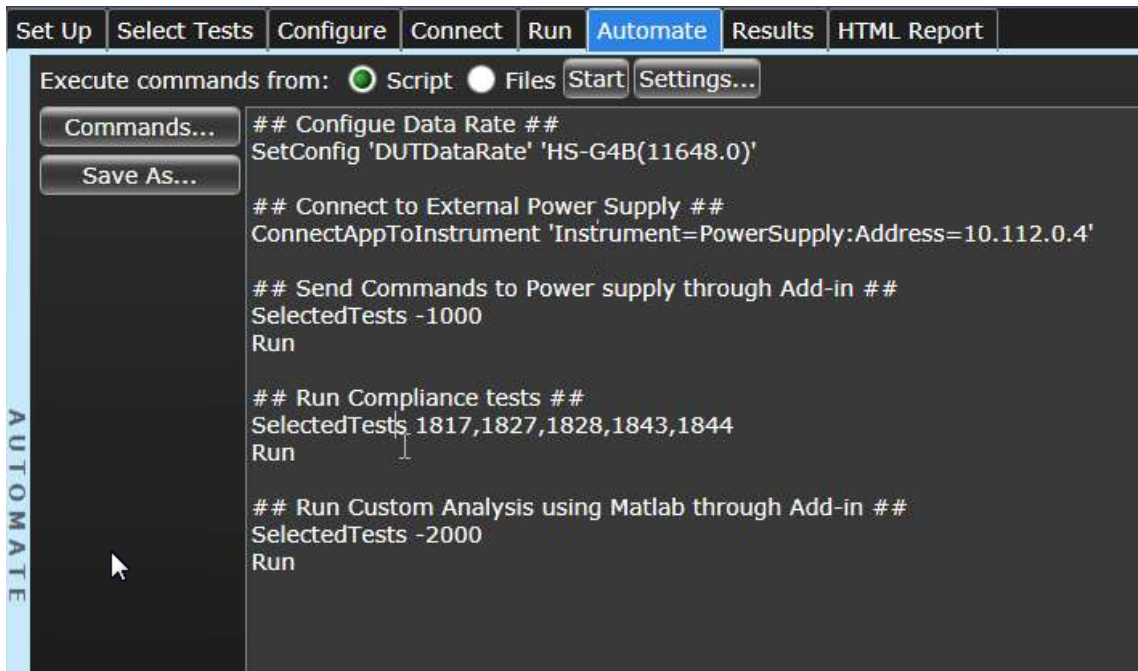 Set Up Select Tests Configure Connect Run Automate Results HTML Report
Execute commands from: Script Files Start Settings...
Commands...
Save As...
## Configue Data Rate ##
SetConfig 'DUTDataRate' 'HS-G4B(11648.0)'
## Connect to External Power Supply ##
ConnectAppToInstrument 'Instrument=PowerSupply:Address=10.112.0.4'
## Send Commands to Power supply through Add-in ##
SelectedTests -1000
Run
## Run Compliance tests ##
SelectedTests 1817,1827,1828,1843,1844
Run
## Run Custom Analysis using Matlab through Add-in ##
SelectedTests -2000
Run
AUTOMATE